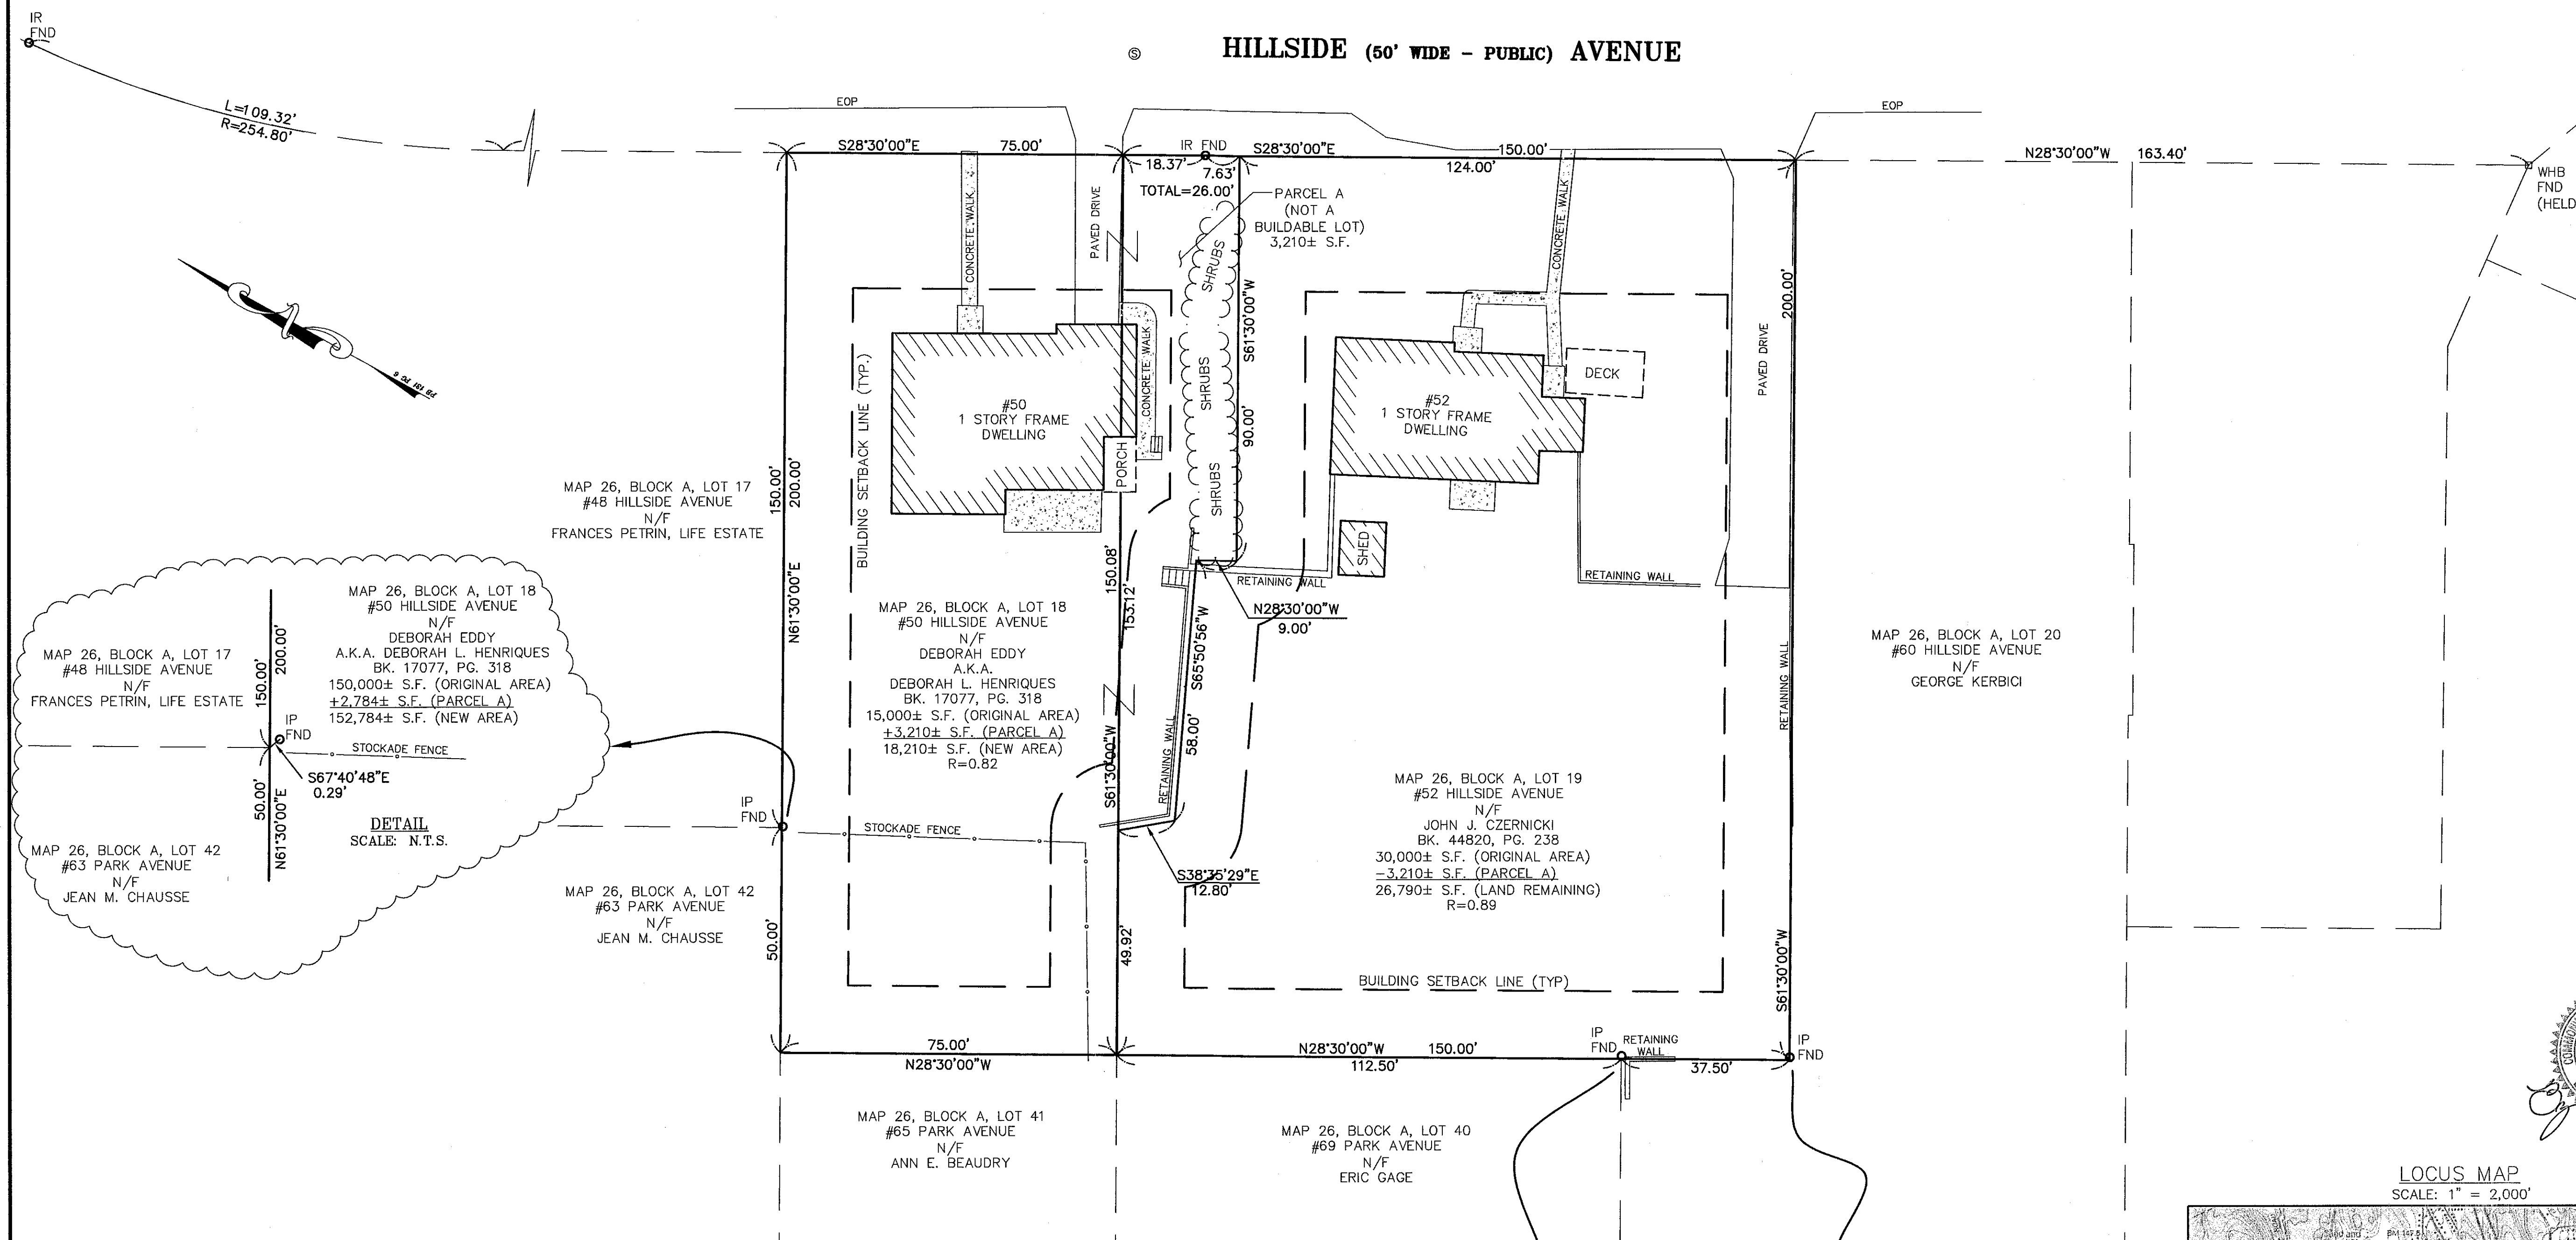 IR
FND
HILLSIDE (50' WIDE - PUBLIC) AVENUE
S
L=109.32'
R=254.80'
EOP
EOP
S28°30'00"E 75.00'
IR FND
18.37'
7.63'
TOTAL=26.00'
S28°30'00"E 150.00'
124.00'
N28°30'00"W 163.40'
WHB
FND
(HELD
PARCEL A
(NOT A
BUILDABLE LOT)
3,210± S.F.
CONCRETE WALK
PAVED DRIVE
SHRUBS
SHRUBS
SHRUBS
S61°30'00"W
90.00'
CONCRETE WALK
CONCRETE WALK
PAVED DRIVE
200.00'
PB 131 PG 6
BUILDING SETBACK LINE (TYP.)
#50
1 STORY FRAME
DWELLING
PORCH
#52
1 STORY FRAME
DWELLING
DECK
SHED
MAP 26, BLOCK A, LOT 17
#48 HILLSIDE AVENUE
N/F
FRANCES PETRIN, LIFE ESTATE
150.00'
200.00'
N61°30'00"E
150.08'
153.12'
RETAINING WALL
RETAINING WALL
N28°30'00"W
9.00'
S65°50'56"W
58.00'
RETAINING WALL
S61°30'00"W
RETAINING WALL
MAP 26, BLOCK A, LOT 18
#50 HILLSIDE AVENUE
N/F
DEBORAH EDDY
A.K.A.
DEBORAH L. HENRIQUES
BK. 17077, PG. 318
15,000± S.F. (ORIGINAL AREA)
+3,210± S.F. (PARCEL A)
18,210± S.F. (NEW AREA)
R=0.82
MAP 26, BLOCK A, LOT 20
#60 HILLSIDE AVENUE
N/F
GEORGE KERBICI
MAP 26, BLOCK A, LOT 18
#50 HILLSIDE AVENUE
N/F
DEBORAH EDDY
A.K.A. DEBORAH L. HENRIQUES
BK. 17077, PG. 318
150,000± S.F. (ORIGINAL AREA)
+2,784± S.F. (PARCEL A)
152,784± S.F. (NEW AREA)
MAP 26, BLOCK A, LOT 17
#48 HILLSIDE AVENUE
N/F
FRANCES PETRIN, LIFE ESTATE
150.00'
200.00'
IP
FND
STOCKADE FENCE
S67°40'48"E
0.29'
50.00'
N61°30'00"E
DETAIL
SCALE: N.T.S.
MAP 26, BLOCK A, LOT 42
#63 PARK AVENUE
N/F
JEAN M. CHAUSSE
IP
FND
STOCKADE FENCE
MAP 26, BLOCK A, LOT 19
#52 HILLSIDE AVENUE
N/F
JOHN J. CZERNICKI
BK. 44820, PG. 238
30,000± S.F. (ORIGINAL AREA)
-3,210± S.F. (PARCEL A)
26,790± S.F. (LAND REMAINING)
R=0.89
S38°35'29"E
12.80'
MAP 26, BLOCK A, LOT 42
#63 PARK AVENUE
N/F
JEAN M. CHAUSSE
50.00'
49.92'
BUILDING SETBACK LINE (TYP)
S61°30'00"W
75.00'
N28°30'00"W
N28°30'00"W 150.00'
112.50'
IP
FND
RETAINING
WALL
37.50'
IP
FND
MAP 26, BLOCK A, LOT 41
#65 PARK AVENUE
N/F
ANN E. BEAUDRY
MAP 26, BLOCK A, LOT 40
#69 PARK AVENUE
N/F
ERIC GAGE
LOCUS MAP
SCALE: 1" = 2,000'